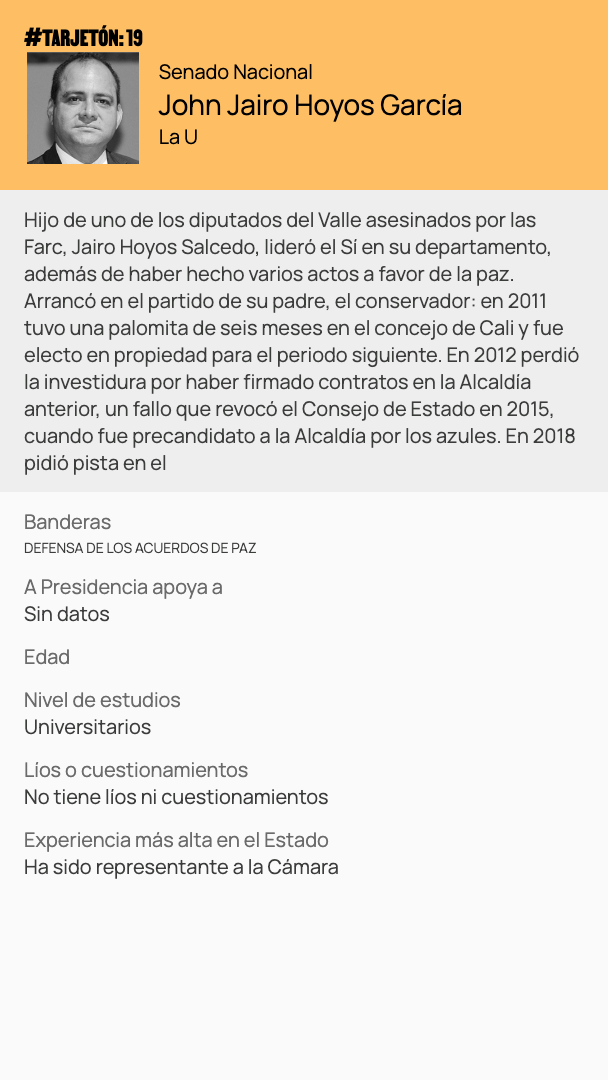 #TARJETÓN: 19
Senado Nacional
John Jairo Hoyos García
La U
Hijo de uno de los diputados del Valle asesinados por las
Farc, Jairo Hoyos Salcedo, lideró el Sí en su departamento,
además de haber hecho varios actos a favor de la paz.
Arrancó en el partido de su padre, el conservador: en 2011
tuvo una palomita de seis meses en el concejo de Cali y fue
electo en propiedad para el periodo siguiente. En 2012 perdió
la investidura por haber firmado contratos en la Alcaldía
anterior, un fallo que revocó el Consejo de Estado en 2015,
cuando fue precandidato a la Alcaldía por los azules. En 2018
pidió pista en el
Banderas
DEFENSA DE LOS ACUERDOS DE PAZ
A Presidencia apoya a
Sin datos
Edad
Nivel de estudios
Universitarios
Líos o cuestionamientos
No tiene líos ni cuestionamientos
Experiencia más alta en el Estado
Ha sido representante a la Cámara